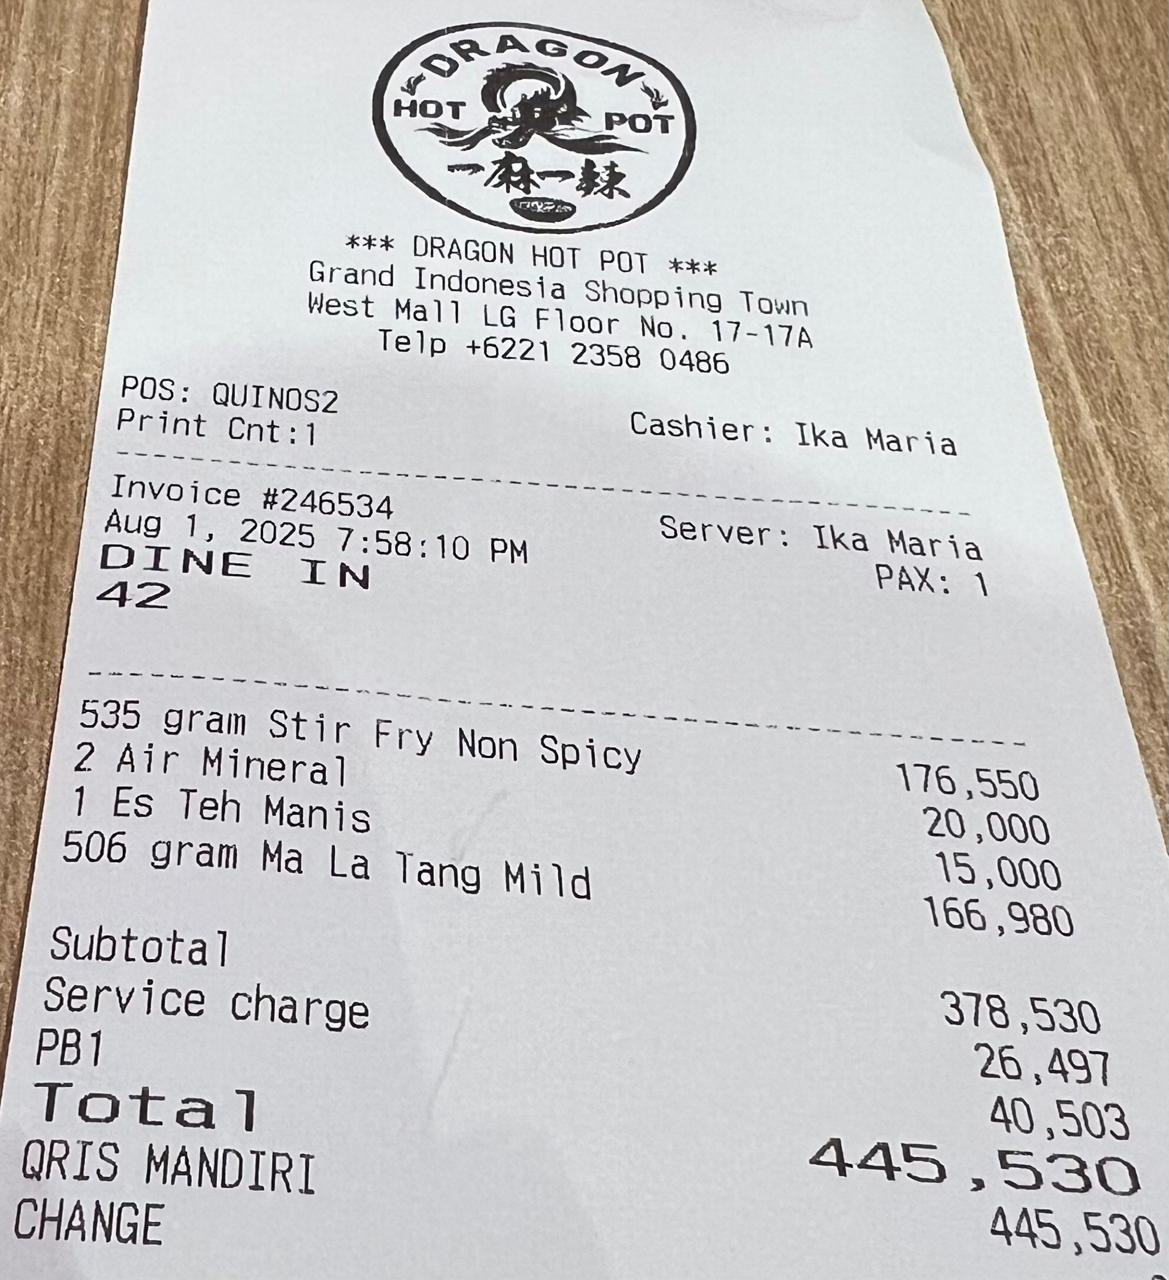 DRAGON
HOT POT
一麻一辣
*** DRAGON HOT POT ***
Grand Indonesia Shopping Town
West Mall LG Floor No. 17-17A
Telp +6221 2358 0486
POS: QUINOS2
Print Cnt:1 Cashier: Ika Maria
Invoice #246534
Aug 1, 2025 7:58:10 PM Server: Ika Maria
DINE IN PAX: 1
42
535 gram Stir Fry Non Spicy 176,550
2 Air Mineral 20,000
1 Es Teh Manis 15,000
506 gram Ma La Tang Mild 166,980
Subtotal 378,530
Service charge 26,497
PB1 40,503
Total 445,530
QRIS MANDIRI 445,530
CHANGE